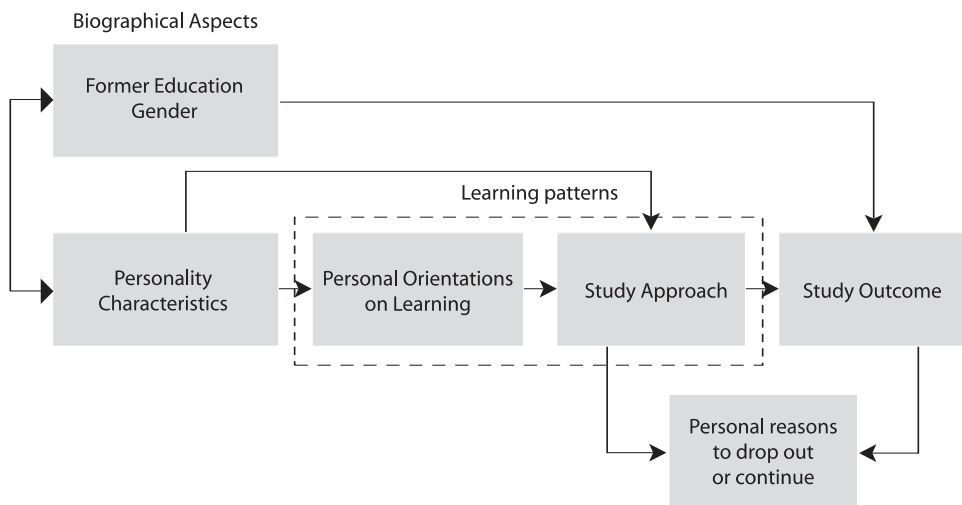 Biographical Aspects
Former Education
Gender
Learning patterns
Personality
Characteristics
Personal Orientations
on Learning
Study Approach
Study Outcome
Personal reasons
to drop out
or continue